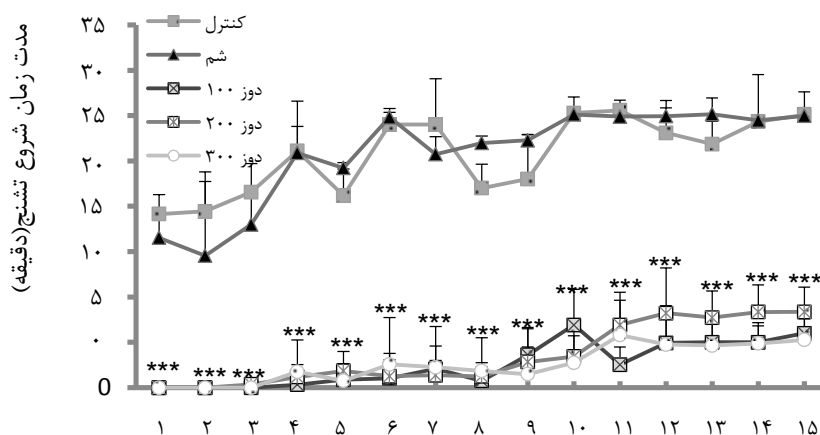 مدت زمان شروع تشنج(دقیقه)
۳۵
۳۰
۲۵
۲۰
۱۵
۱۰
۵
۰
0
کنترل
شم
دوز ۱۰۰
دوز ۲۰۰
دوز ۳۰۰
*** *** *** *** *** *** *** *** *** *** *** *** *** *** ***
۱ ۲ ۳ ۴ ۵ ۶ ۷ ۸ ۹ ۱۰ ۱۱ ۱۲ ۱۳ ۱۴ ۱۵